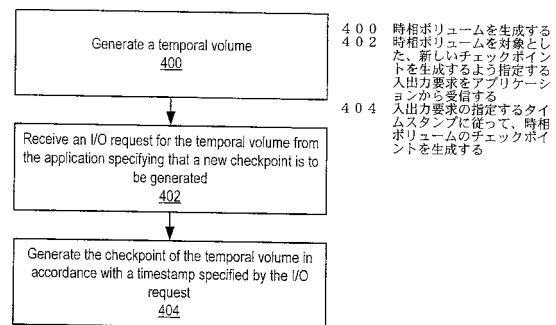 Generate a temporal volume
400
Receive an I/O request for the temporal volume from
the application specifying that a new checkpoint is to
be generated
402
Generate the checkpoint of the temporal volume in
accordance with a timestamp specified by the I/O
request
404
400 時相ボリュームを生成する
402 時相ボリュームを対象とし
た、新しいチェックポイン
トを生成するよう指定する
入出力要求をアプリケーシ
ョンから受信する
404 入出力要求の指定するタイ
ムスタンプに従って、時相
ボリュームのチェックポイ
ントを生成する